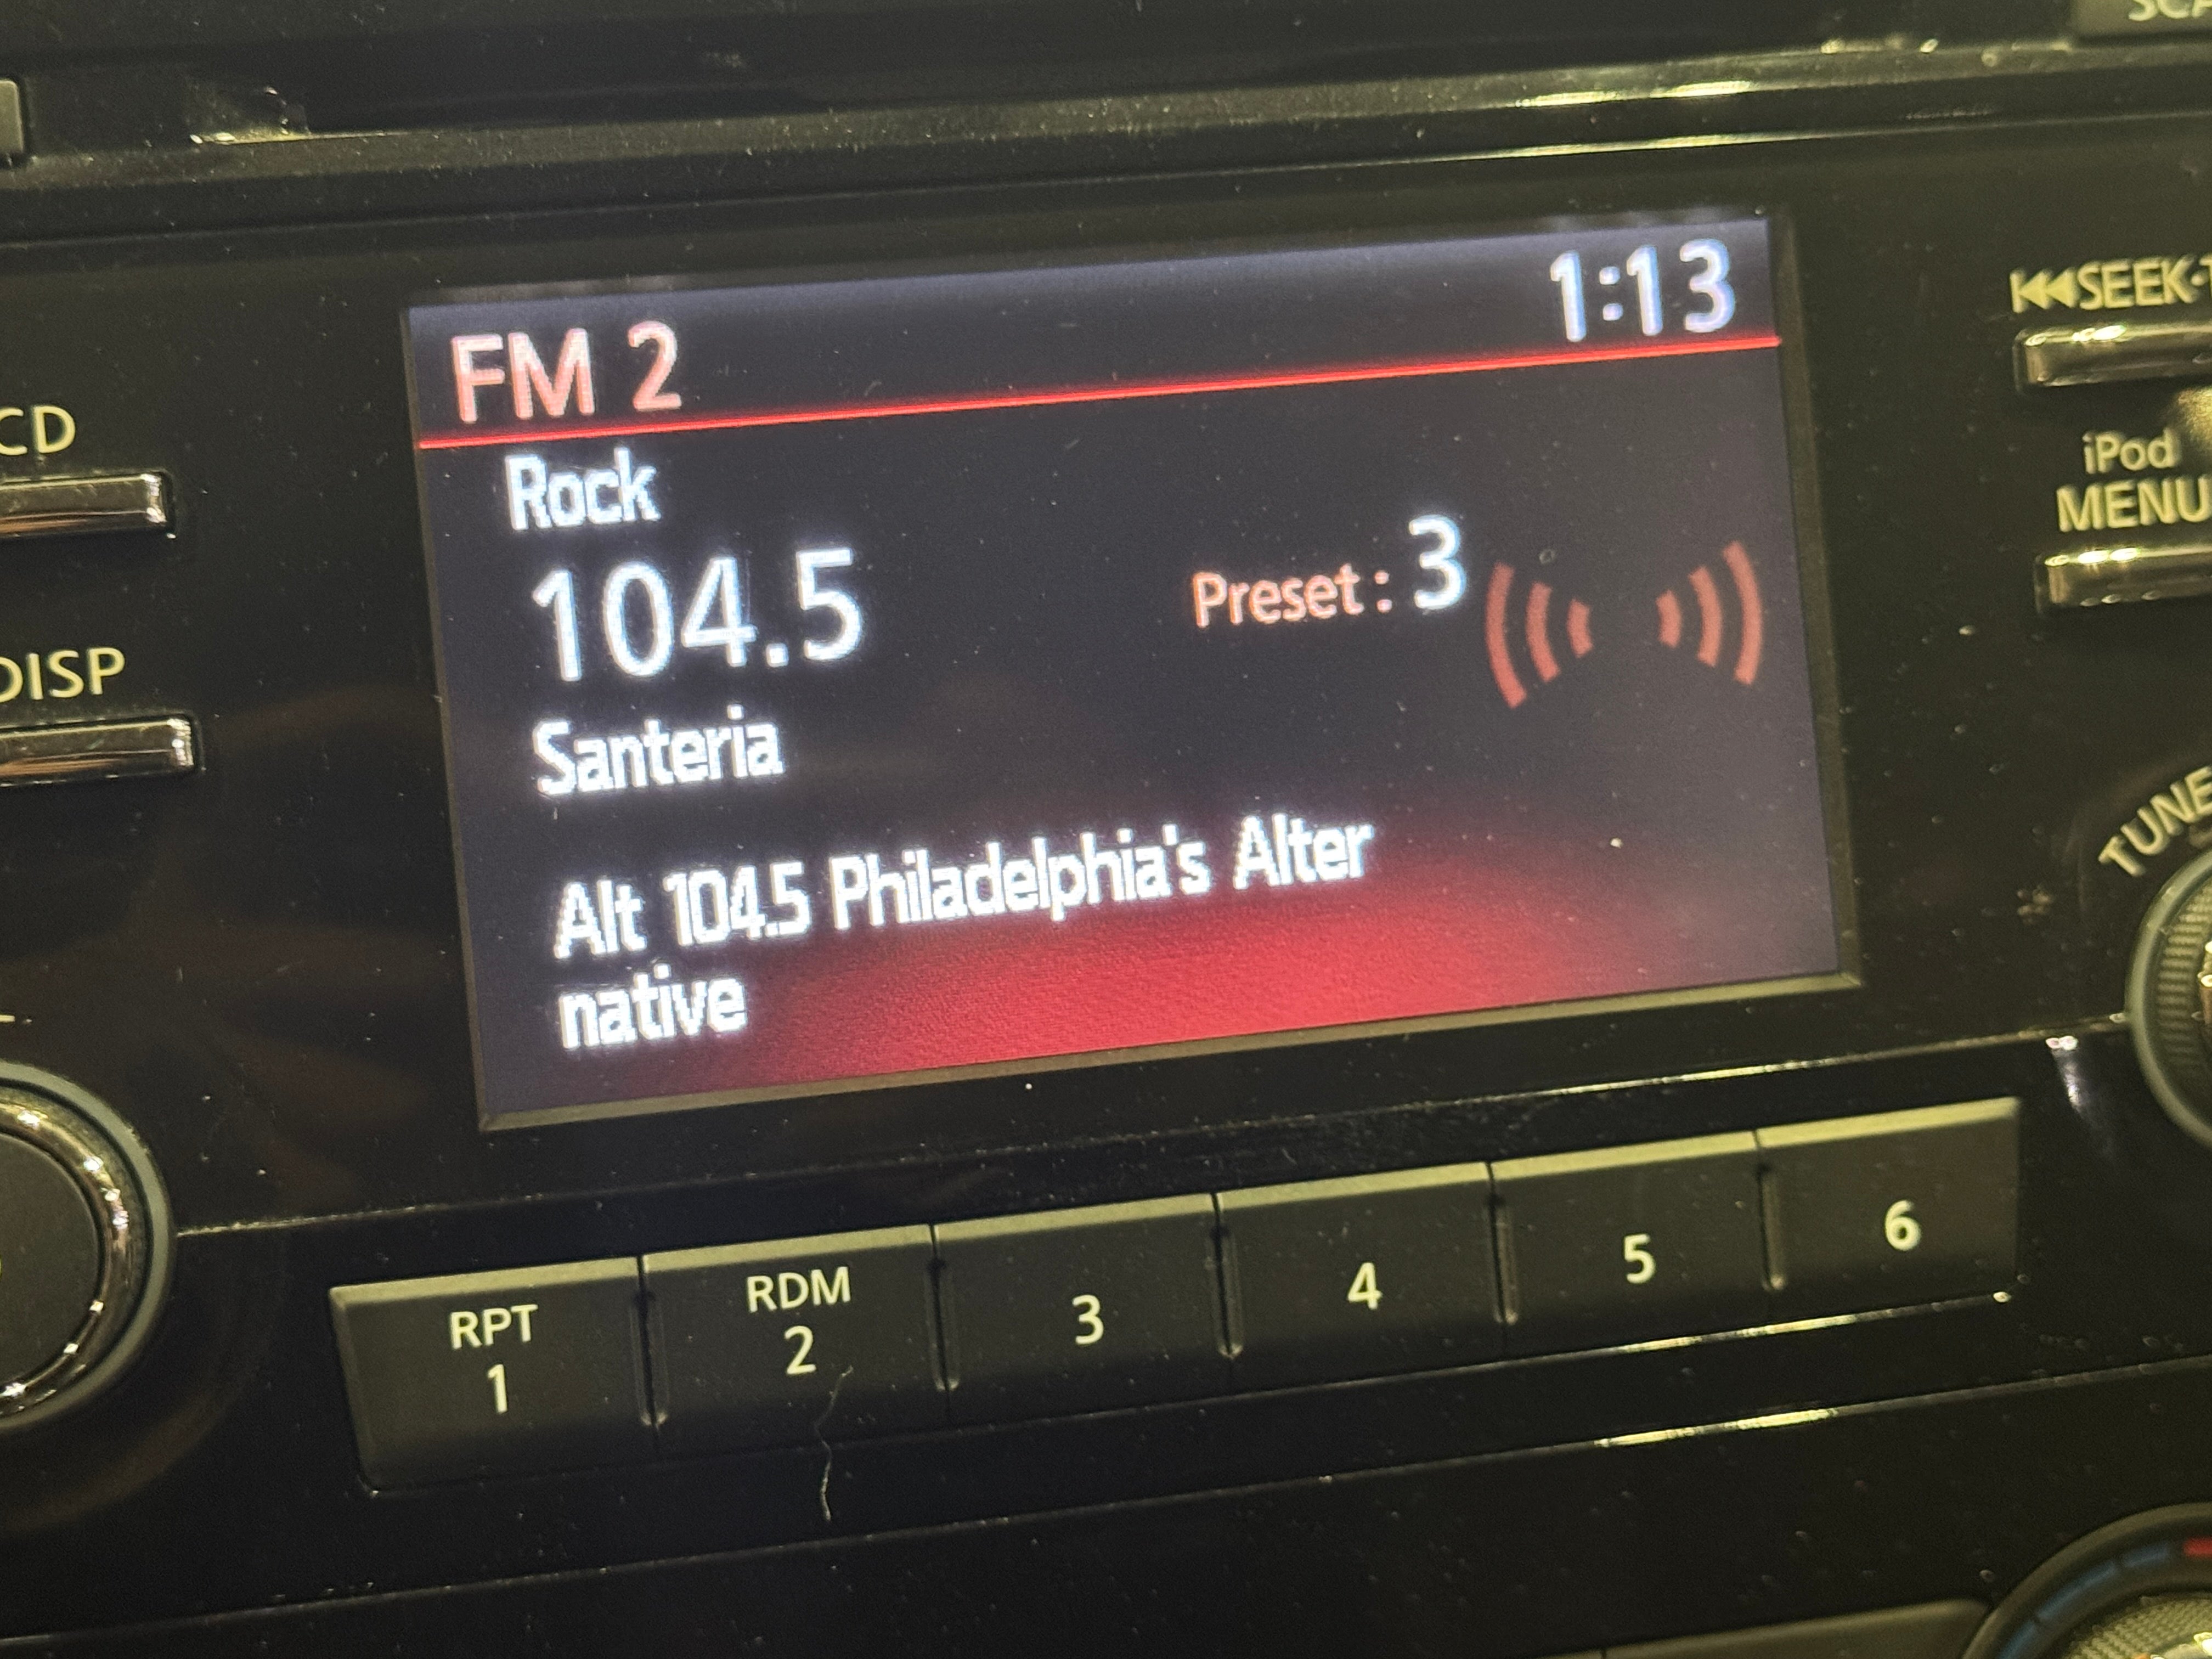 SCA
FM 2
1:13
SEEK·T
CD
Rock
iPod
MENU
104.5
Preset : 3
DISP
Santeria
TUNE
Alt 104.5 Philadelphia's Alter
native
RPT
1
RDM
2
3
4
5
6